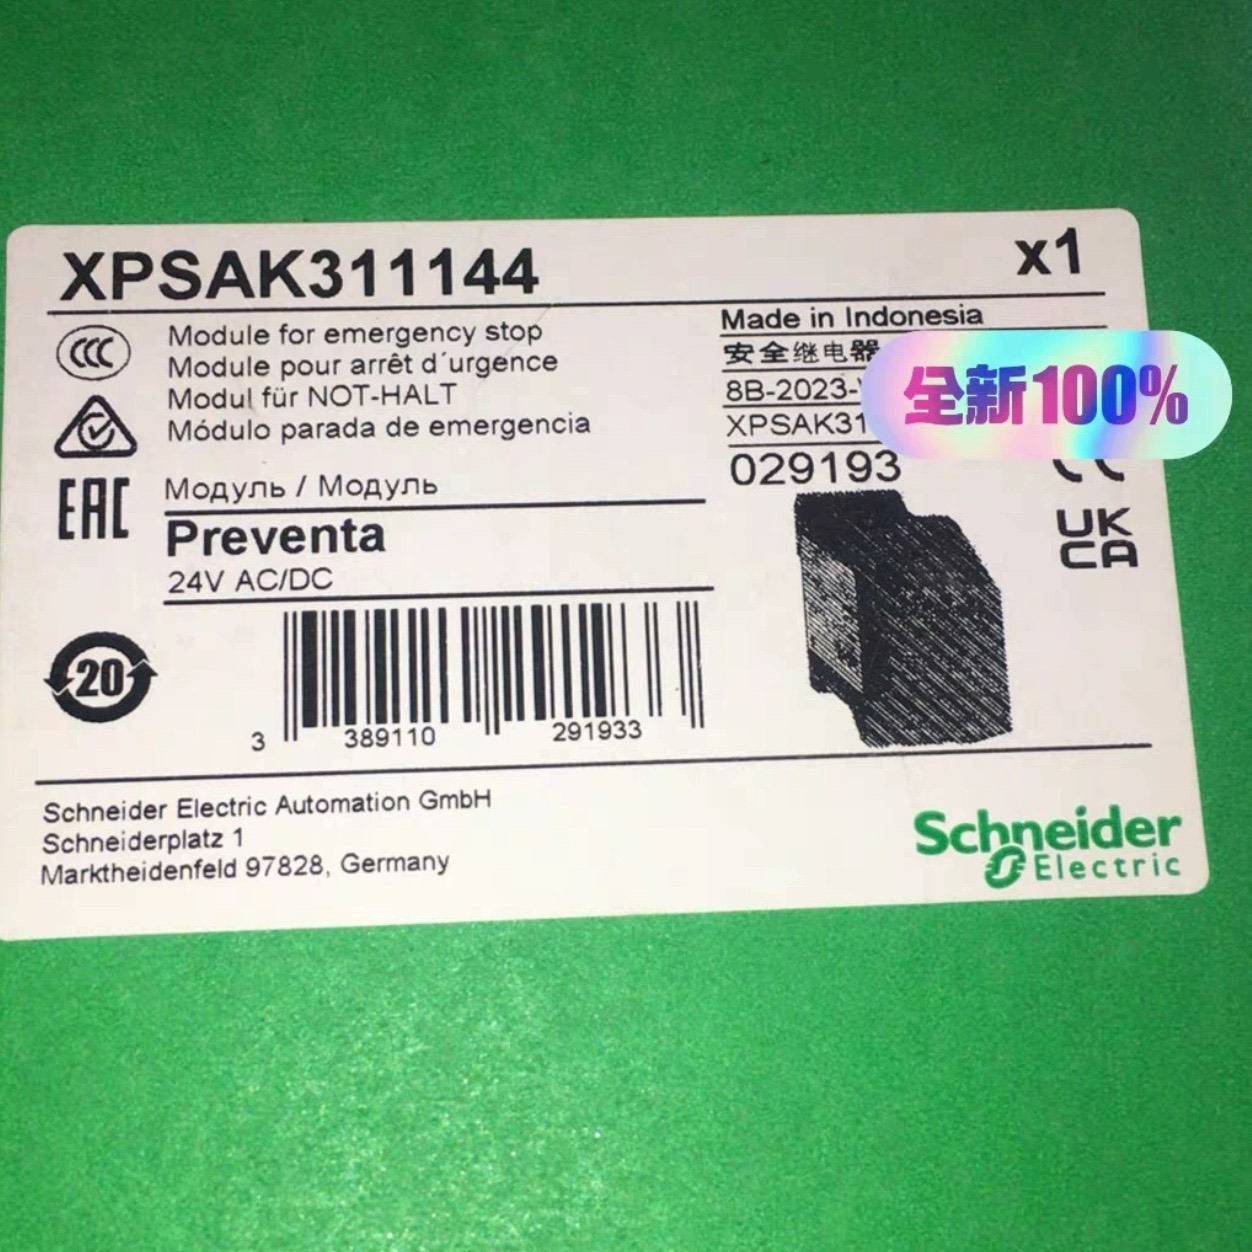 XPSAK311144
x1
Module for emergency stop
Module pour arrêt d´urgence
Modul für NOT-HALT
Módulo parada de emergencia
Модуль / Модуль
Preventa
24V AC/DC
CCC
EAC
20
3 389110 291933
Made in Indonesia
安全继电器
8B-2023-
XPSAK31
029193
全新100%
CE
UK
CA
Schneider Electric Automation GmbH
Schneiderplatz 1
Marktheidenfeld 97828, Germany
Schneider
Electric